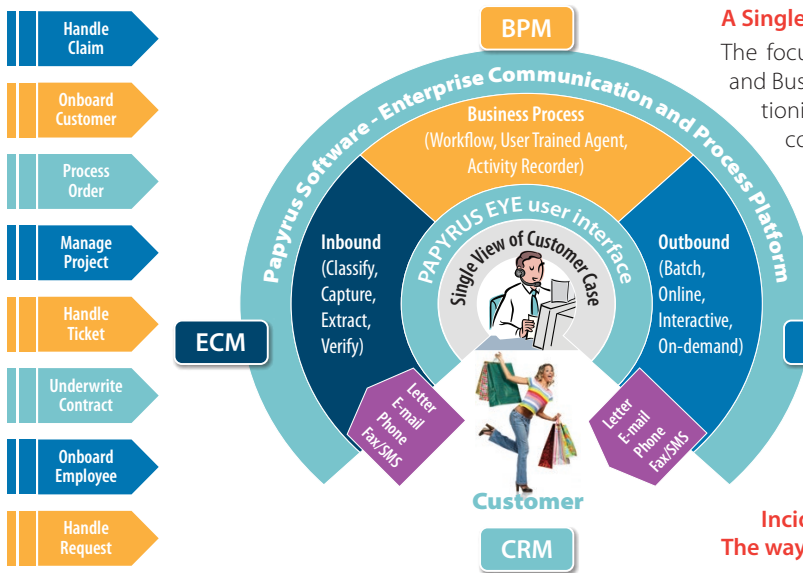 Handle
Claim
Onboard
Customer
Process
Order
Manage
Project
Handle
Ticket
Underwrite
Contract
Onboard
Employee
Handle
Request
BPM
Papyrus Software - Enterprise Communication and Process Platform
Business Process
(Workflow, User Trained Agent,
Activity Recorder)
PAPYRUS EYE user interface
Single View of Customer Case
Inbound
(Classify,
Capture,
Extract,
Verify)
Outbound
(Batch,
Online,
Interactive,
On-demand)
ECM
Letter
E-mail
Phone
Fax/SMS
Letter
E-mail
Phone
Fax/SMS
Customer
CRM
A Single
The focu
and Bus
tioni
co
Incid
The way